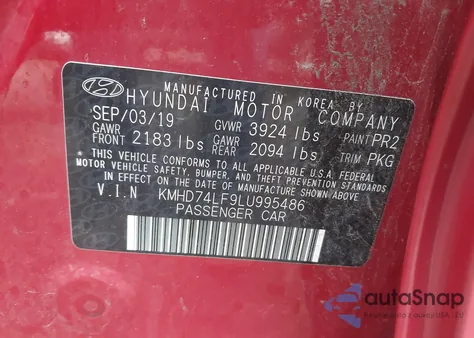 MANUFACTURED IN KOREA BY
HYUNDAI MOTOR COMPANY
SEP/03/19 GVWR 3924 lbs PAINT PR2
GAWR FRONT 2183 lbs GAWR REAR 2094 lbs TRIM PKG
THIS VEHICLE CONFORMS TO ALL APPLICABLE U.S. FEDERAL
MOTOR VEHICLE SAFETY, BUMPER, AND THEFT PREVENTION STANDARDS
IN EFFECT ON THE DATE OF MANUFACTURE SHOWN ABOVE.
V.I.N KMHD74LF9LU995486
PASSENGER CAR
autoSnap